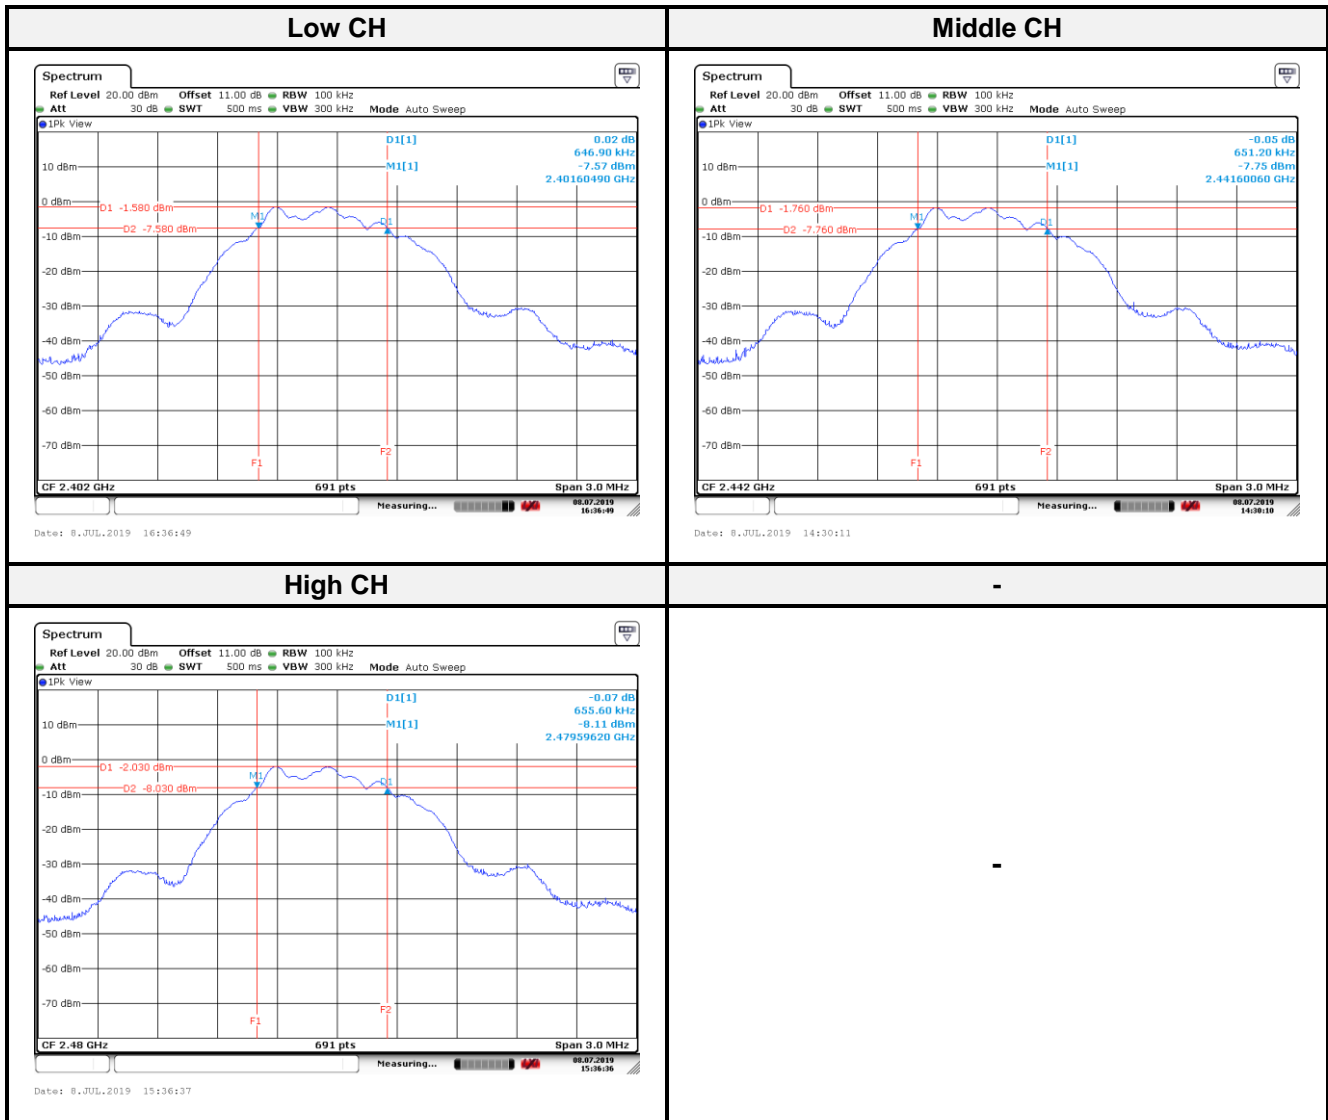 Low CH
Middle CH
Spectrum
Ref Level 20.00 dBm Offset 11.00 dB RBW 100 kHz
Att 30 dB SWT 500 ms VBW 300 kHz Mode Auto Sweep
1Pk View
D1[1] 0.02 dB
646.90 kHz
M1[1] -7.57 dBm
2.40160490 GHz
10 dBm
0 dBm
D1 -1.580 dBm
M1
D1
D2 -7.580 dBm
-10 dBm
-20 dBm
-30 dBm
-40 dBm
-50 dBm
-60 dBm
-70 dBm
F1
F2
CF 2.402 GHz 691 pts Span 3.0 MHz
Measuring... 08.07.2019
16:36:49
Date: 8.JUL.2019 16:36:49
Spectrum
Ref Level 20.00 dBm Offset 11.00 dB RBW 100 kHz
Att 30 dB SWT 500 ms VBW 300 kHz Mode Auto Sweep
1Pk View
D1[1] -0.05 dB
651.20 kHz
M1[1] -7.75 dBm
2.44160060 GHz
10 dBm
0 dBm
D1 -1.760 dBm
M1
D1
D2 -7.760 dBm
-10 dBm
-20 dBm
-30 dBm
-40 dBm
-50 dBm
-60 dBm
-70 dBm
F1
F2
CF 2.442 GHz 691 pts Span 3.0 MHz
Measuring... 08.07.2019
14:30:10
Date: 8.JUL.2019 14:30:11
High CH
-
Spectrum
Ref Level 20.00 dBm Offset 11.00 dB RBW 100 kHz
Att 30 dB SWT 500 ms VBW 300 kHz Mode Auto Sweep
1Pk View
D1[1] -0.07 dB
655.60 kHz
M1[1] -8.11 dBm
2.47959620 GHz
10 dBm
0 dBm
D1 -2.030 dBm
M1
D1
D2 -8.030 dBm
-10 dBm
-20 dBm
-30 dBm
-40 dBm
-50 dBm
-60 dBm
-70 dBm
F1
F2
CF 2.48 GHz 691 pts Span 3.0 MHz
Measuring... 08.07.2019
15:36:36
Date: 8.JUL.2019 15:36:37
-